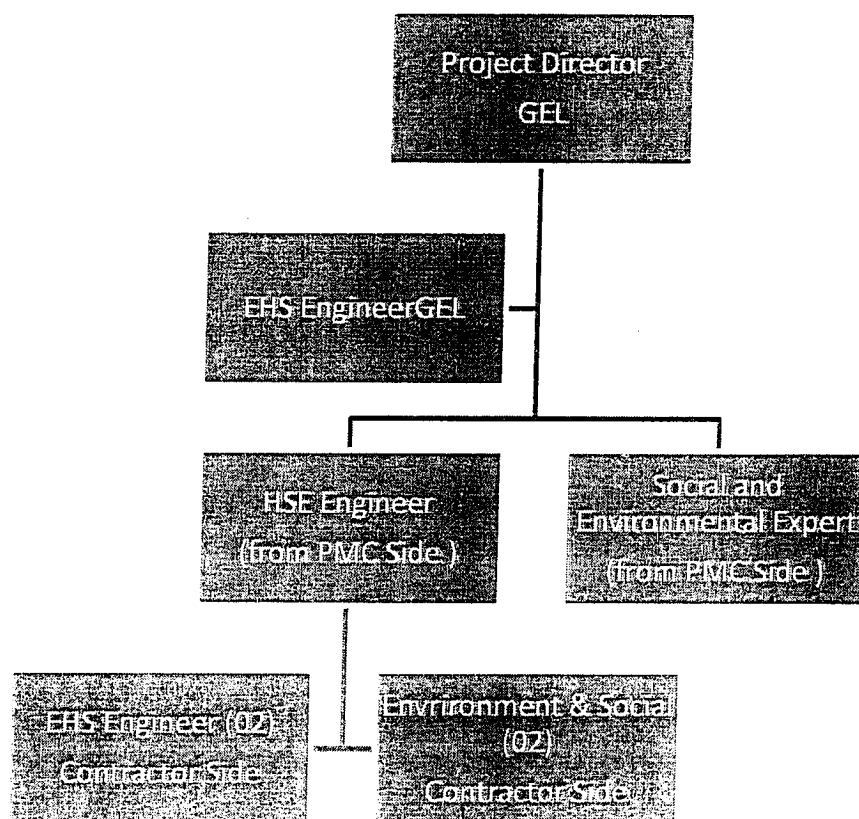 Project Director
GEL
EHS EngineerGEL
HSE Engineer
(from PMC Side )
Social and
Environmental Expert
(from PMC Side )
EHS Engineer (02)
Contractor Side
Envrironment & Social
(02)
Contractor Side